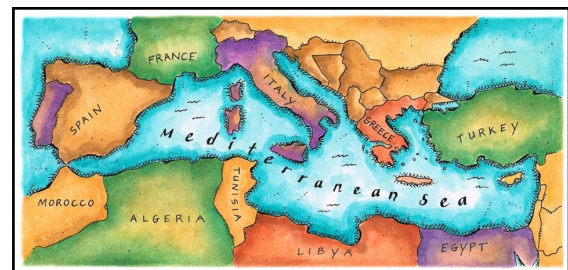 FRANCE
ITALY
SPAIN
GREECE
TURKEY
Mediterranean Sea
MOROCCO
ALGERIA
TUNISIA
LIBYA
EGYPT